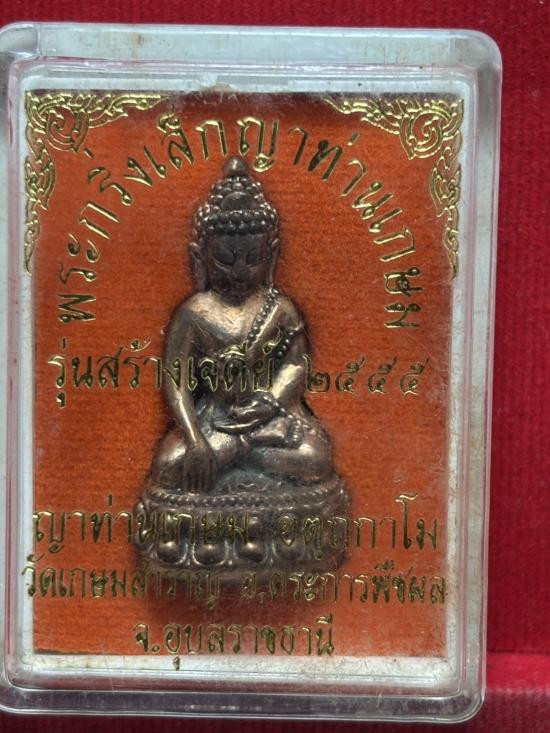 พระกริ่งเล็กญาท่านเกษม
รุ่นสร้างเจดีย์ ๒๕๕๕
ญาท่านเกษม อตฺถกาโม
วัดเกษมสำราญ อ.ตระการพืชผล
จ.อุบลราชธานี